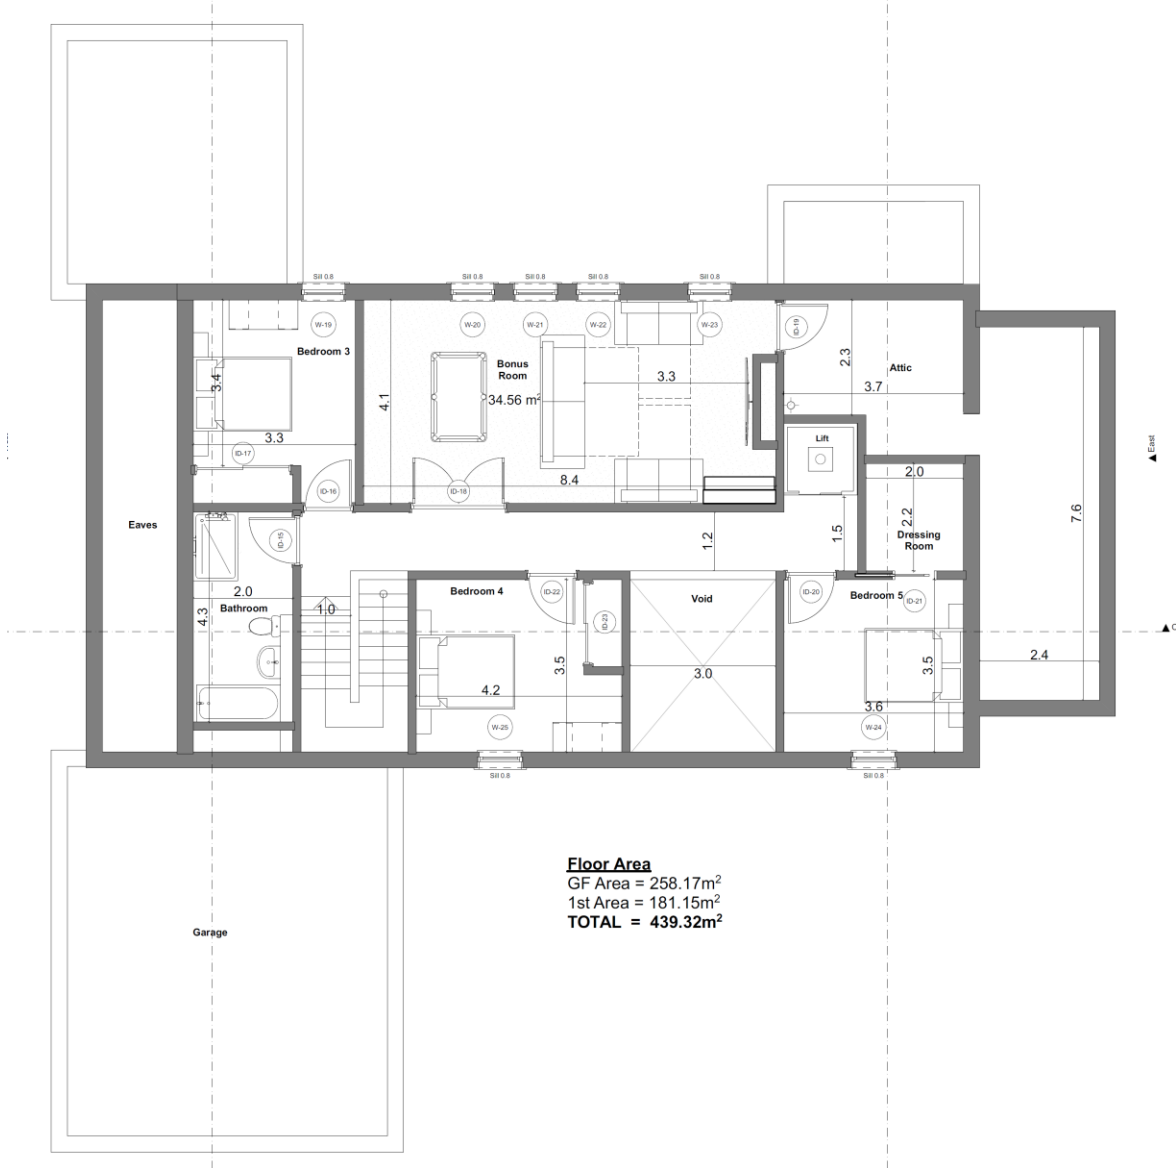 Sill 0.8
Sill 0.8
Sill 0.8
Sill 0.8
Sill 0.8
W-19
W-20
W-21
W-22
W-23
ID-19
Bedroom 3
Bonus
Room
34.56 m²
Attic
2.3
3.7
3.3
3.4
4.1
3.3
ID-17
ID-16
ID-18
8.4
Lift
2.0
2.2
Dressing
Room
East
7.6
Eaves
ID-15
1.2
1.5
2.0
4.3
Bathroom
1.0
Bedroom 4
ID-22
ID-23
Void
ID-20
Bedroom 5
ID-21
3.5
4.2
3.0
3.5
3.6
2.4
W-25
W-24
Sill 0.8
Sill 0.8
Floor Area
GF Area = 258.17m²
1st Area = 181.15m²
TOTAL = 439.32m²
Garage